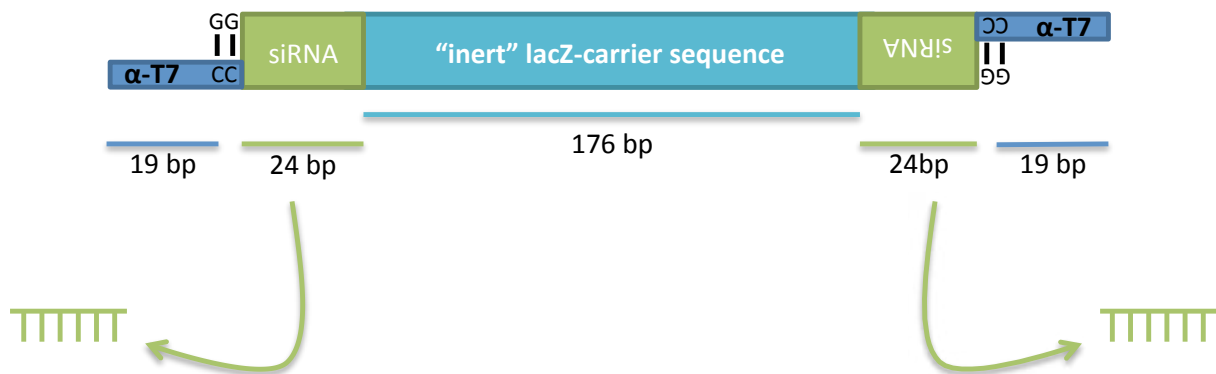 GG
CC
siRNA
“inert” lacZ-carrier sequence
siRNA
α-T7
α-T7
CC
GG
19 bp
24 bp
176 bp
24bp
19 bp